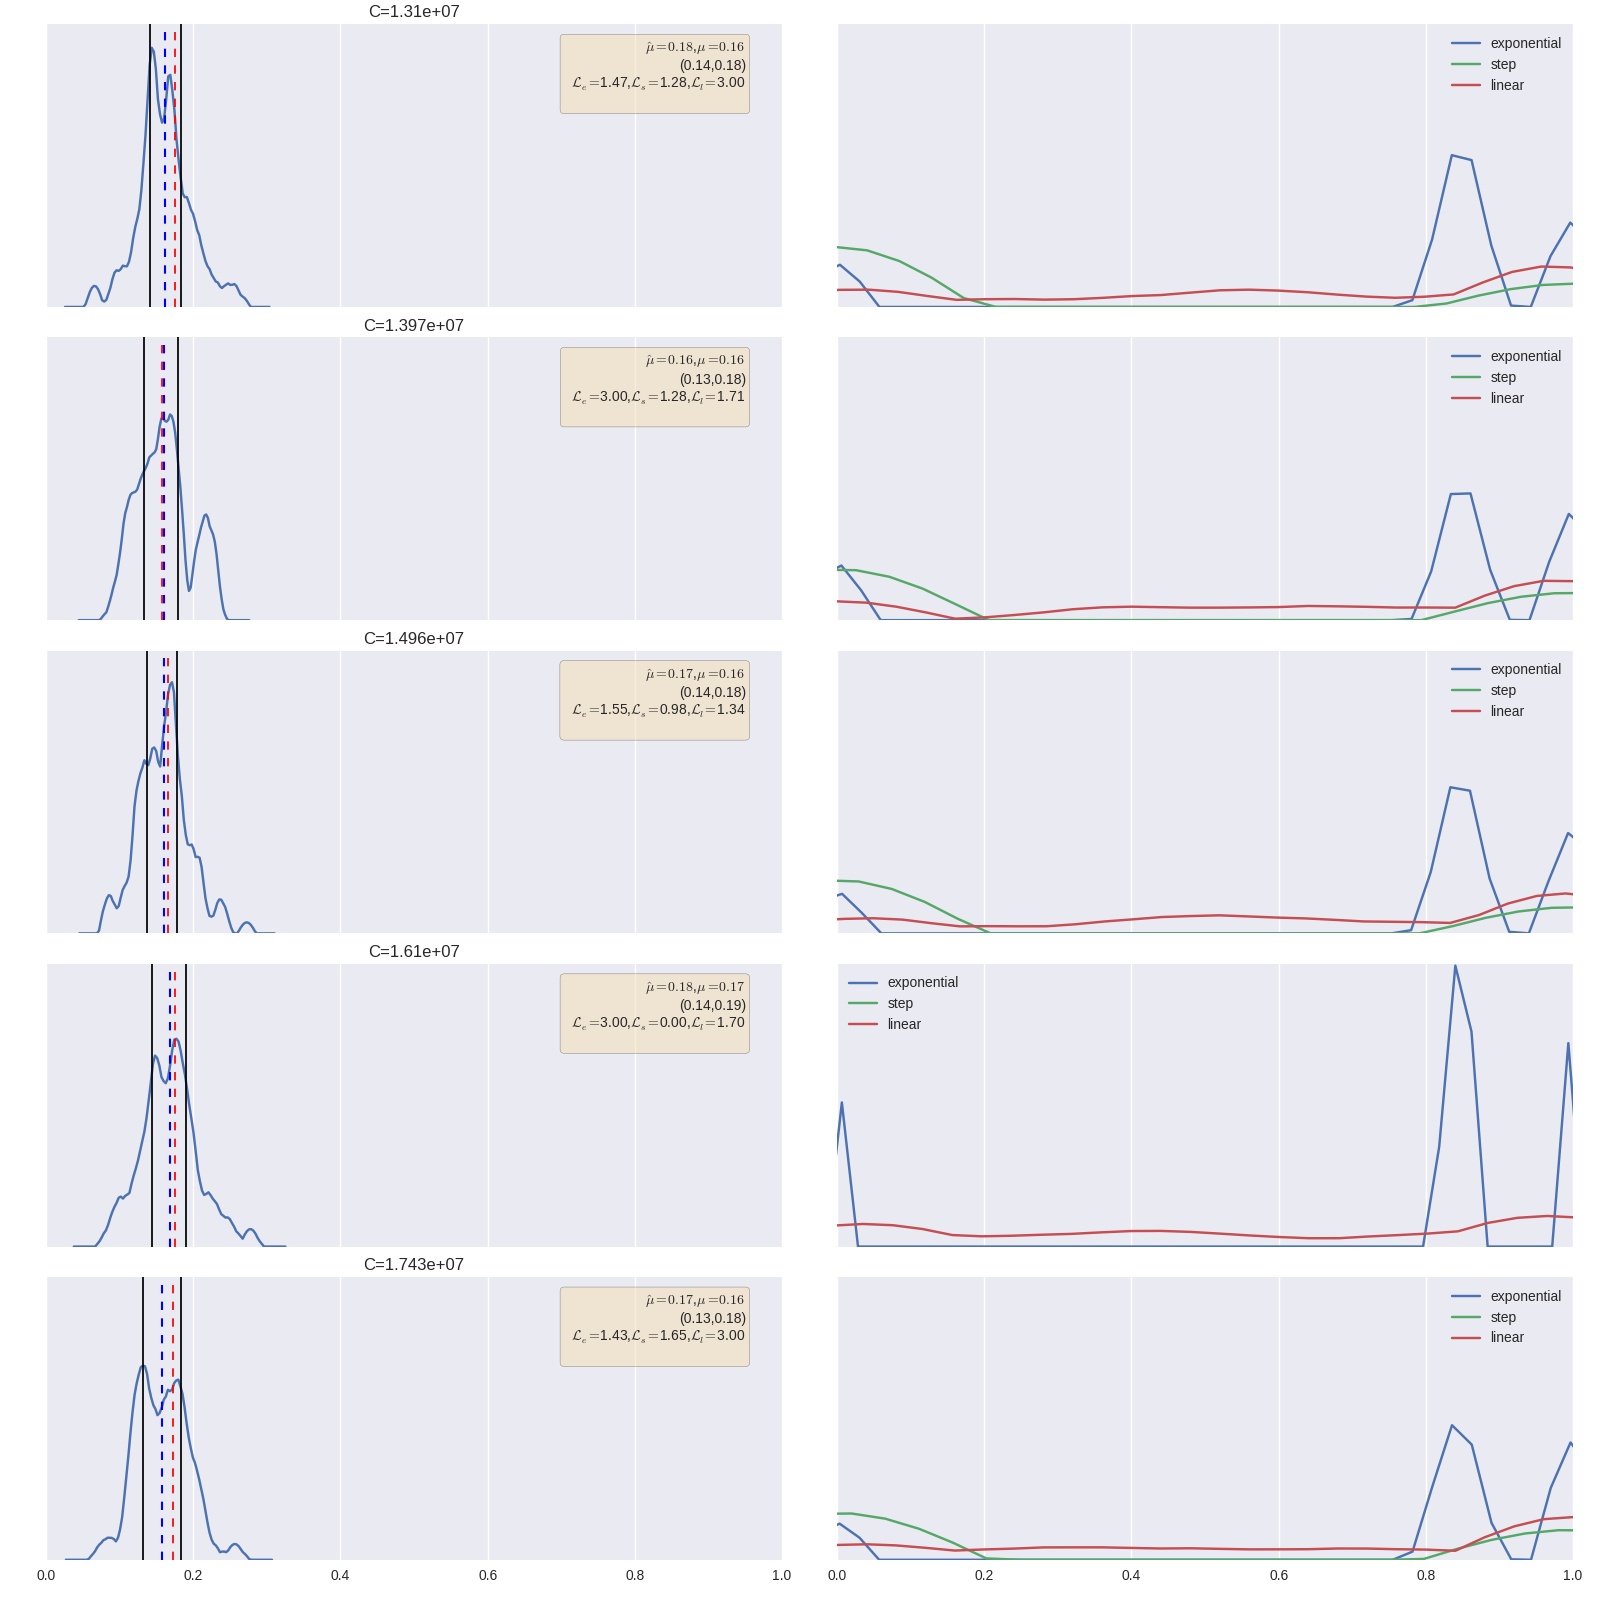 C=1.31e+07
μ̂=0.18,μ=0.16
(0.14,0.18)
ℒₑ=1.47,ℒₛ=1.28,ℒₗ=3.00
exponential
step
linear
C=1.397e+07
μ̂=0.16,μ=0.16
(0.13,0.18)
ℒₑ=3.00,ℒₛ=1.28,ℒₗ=1.71
exponential
step
linear
C=1.496e+07
μ̂=0.17,μ=0.16
(0.14,0.18)
ℒₑ=1.55,ℒₛ=0.98,ℒₗ=1.34
exponential
step
linear
C=1.61e+07
μ̂=0.18,μ=0.17
(0.14,0.19)
ℒₑ=3.00,ℒₛ=0.00,ℒₗ=1.70
exponential
step
linear
C=1.743e+07
μ̂=0.17,μ=0.16
(0.13,0.18)
ℒₑ=1.43,ℒₛ=1.65,ℒₗ=3.00
exponential
step
linear
0.0 0.2 0.4 0.6 0.8 1.0
0.0 0.2 0.4 0.6 0.8 1.0